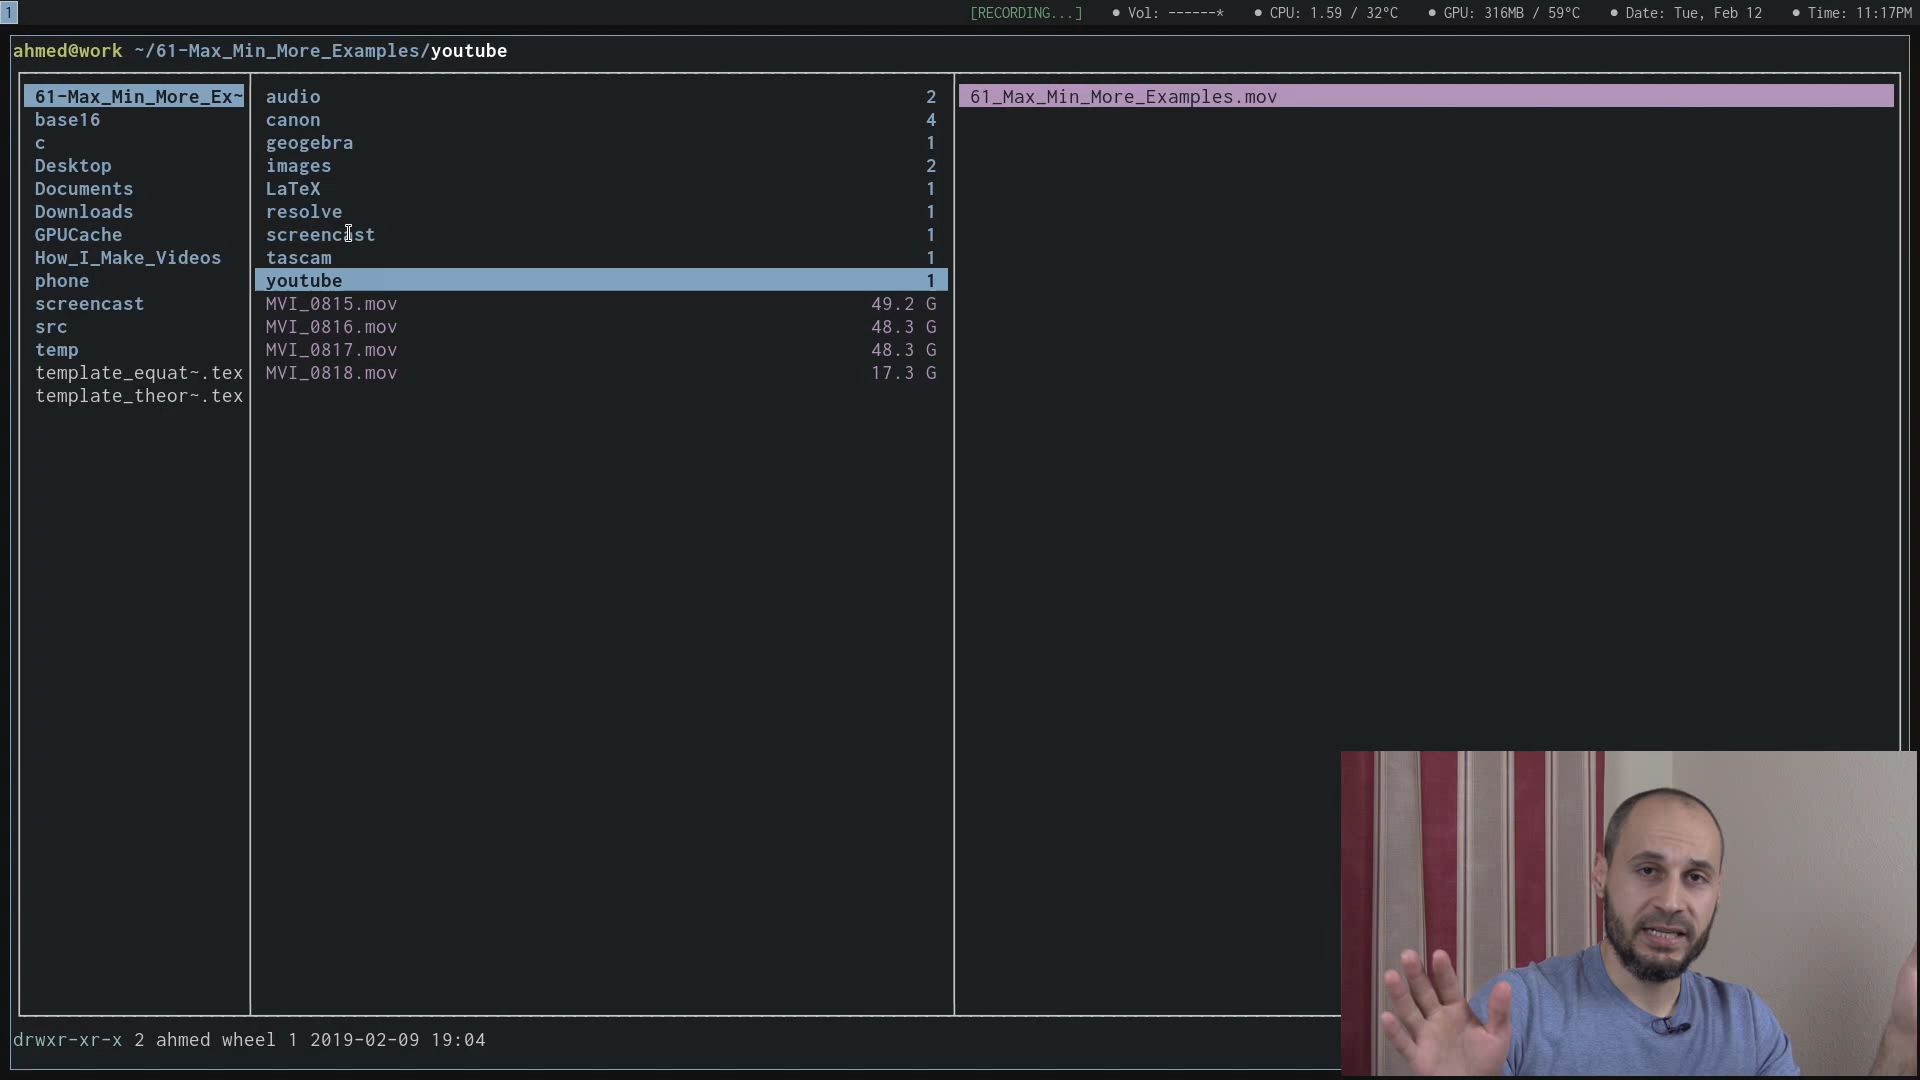 1 [RECORDING...] ● Vol: ------* ● CPU: 1.59 / 32°C ● GPU: 316MB / 59°C ● Date: Tue, Feb 12 ● Time: 11:17PM
ahmed@work ~/61-Max_Min_More_Examples/youtube
61-Max_Min_More_Ex~ audio 2 61_Max_Min_More_Examples.mov
base16 canon 4
c geogebra 1
Desktop images 2
Documents LaTeX 1
Downloads resolve 1
GPUCache screencast 1
How_I_Make_Videos tascam 1
phone youtube 1
screencast MVI_0815.mov 49.2 G
src MVI_0816.mov 48.3 G
temp MVI_0817.mov 48.3 G
template_equat~.tex MVI_0818.mov 17.3 G
template_theor~.tex
drwxr-xr-x 2 ahmed wheel 1 2019-02-09 19:04